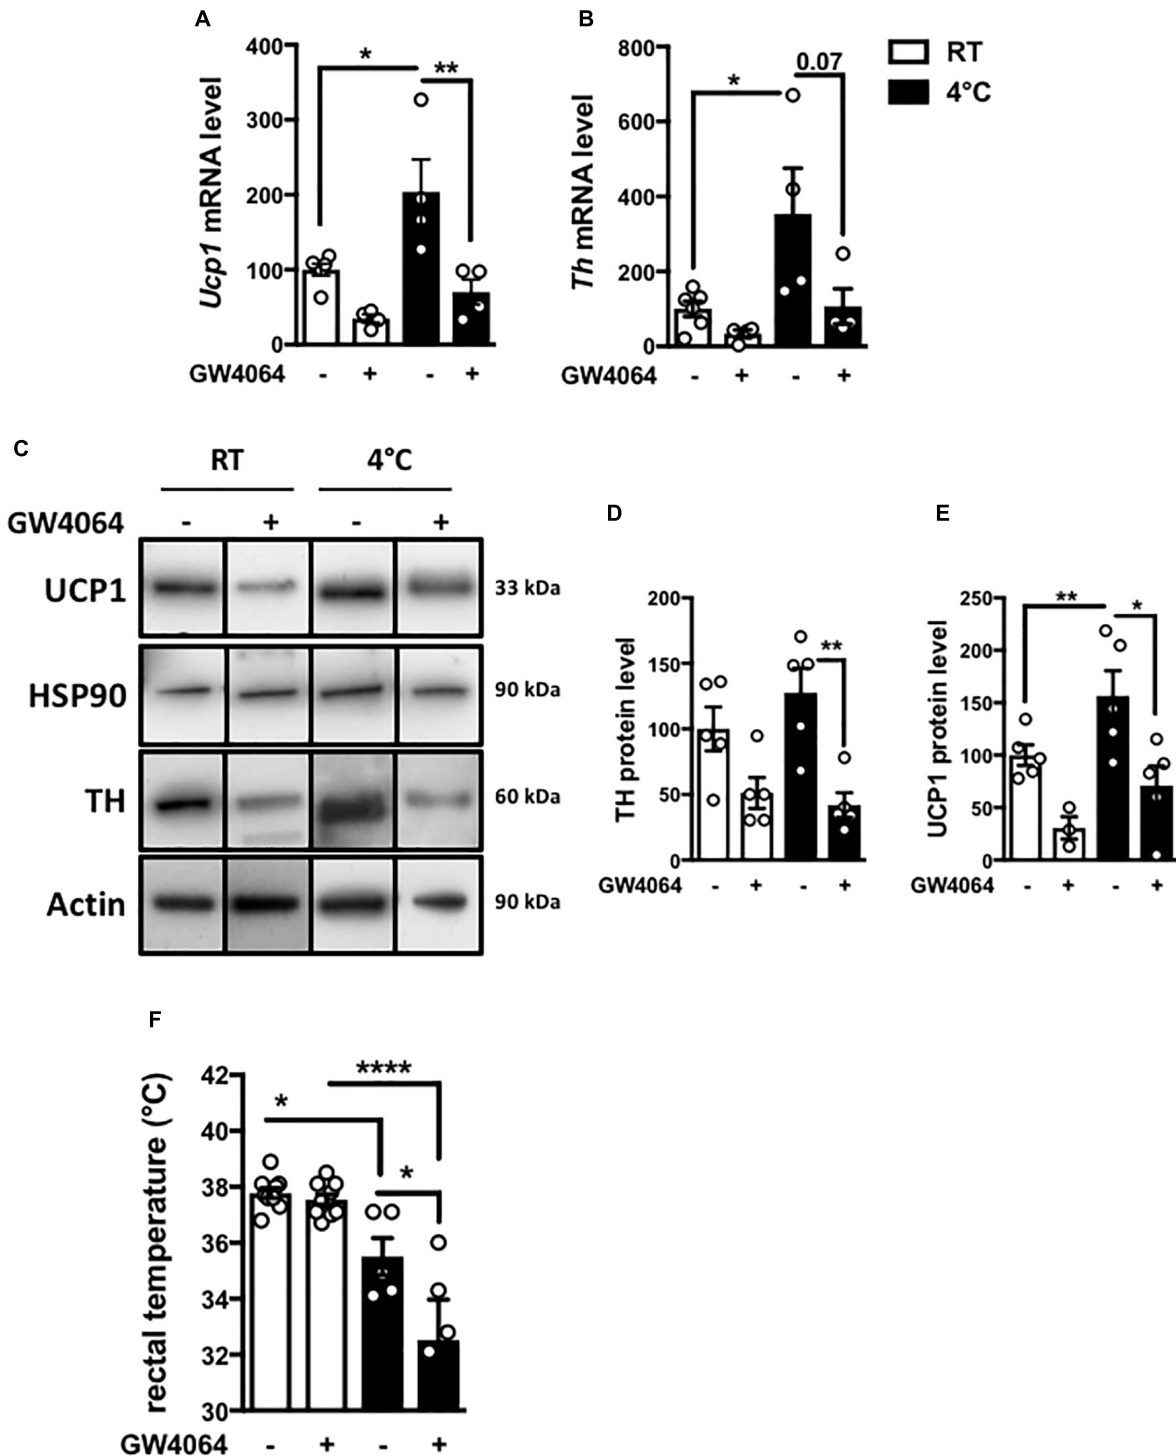 A
400
300
200
100
0
Ucp1 mRNA level
*
**
GW4064 - + - +
B
800
600
400
200
0
Th mRNA level
*
0.07
GW4064 - + - +
RT
4°C
C
RT 4°C
GW4064 - + - +
UCP1 33 kDa
HSP90 90 kDa
TH 60 kDa
Actin 90 kDa
D
200
150
100
50
0
TH protein level
**
GW4064 - + - +
E
250
200
150
100
50
0
UCP1 protein level
**
*
GW4064 - + - +
F
42
40
38
36
34
32
30
rectal temperature (°C)
****
*
*
GW4064 - + - +